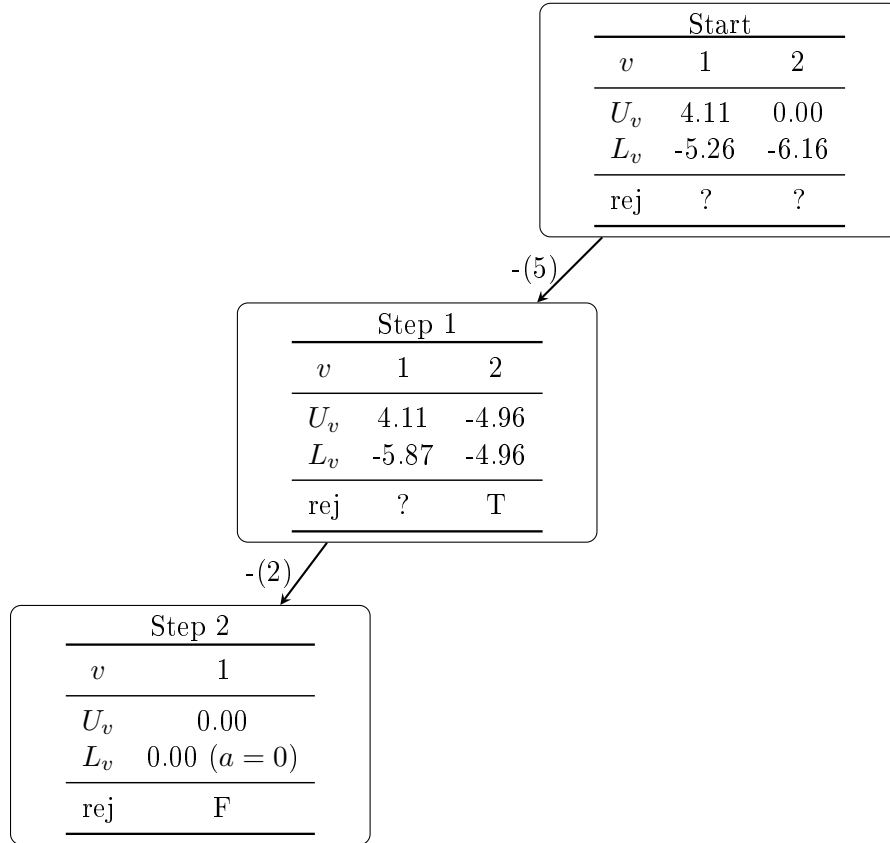 Start
v 1 2
U_v 4.11 0.00
L_v -5.26 -6.16
rej ? ?
-(5)
Step 1
v 1 2
U_v 4.11 -4.96
L_v -5.87 -4.96
rej ? T
-(2)
Step 2
v 1
U_v 0.00
L_v 0.00 (a = 0)
rej F